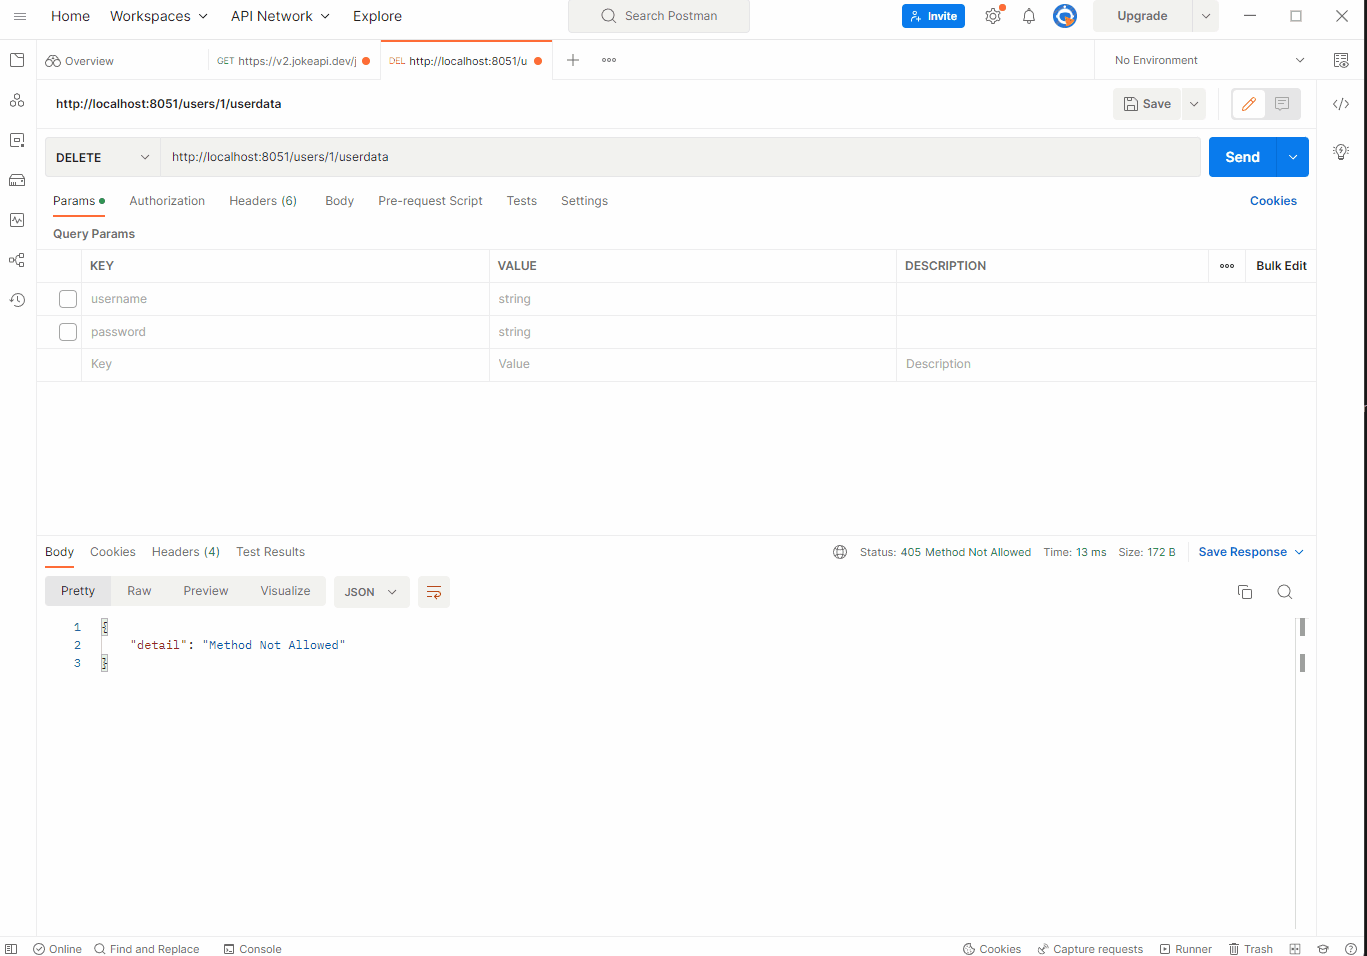 Home Workspaces API Network Explore Search Postman Invite Upgrade
Overview GET https://v2.jokeapi.dev/j DEL http://localhost:8051/u No Environment
http://localhost:8051/users/1/userdata Save
DELETE http://localhost:8051/users/1/userdata Send
Params Authorization Headers (6) Body Pre-request Script Tests Settings Cookies
Query Params
KEY VALUE DESCRIPTION Bulk Edit
username string
password string
Key Value Description
Body Cookies Headers (4) Test Results Status: 405 Method Not Allowed Time: 13 ms Size: 172 B Save Response
Pretty Raw Preview Visualize JSON
1 {
2 "detail": "Method Not Allowed"
3 }
Online Find and Replace Console Cookies Capture requests Runner Trash